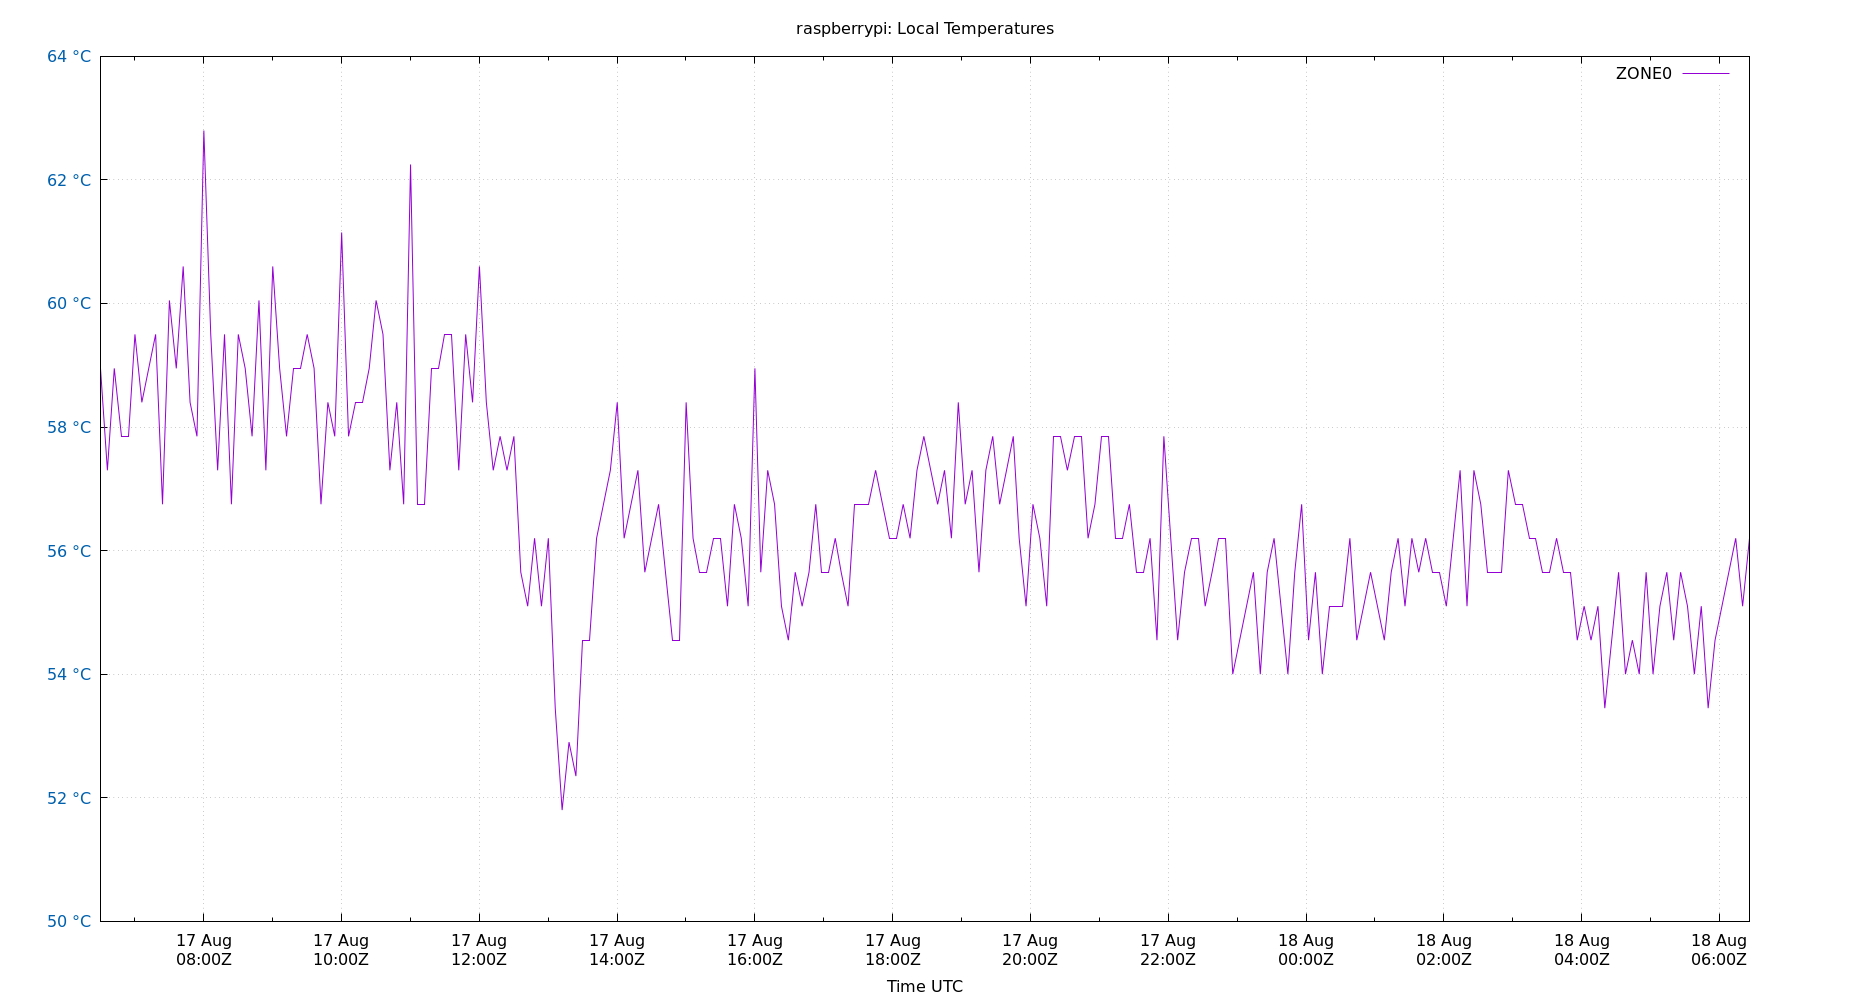 raspberrypi: Local Temperatures
64 °C
ZONE0
62 °C
60 °C
58 °C
56 °C
54 °C
52 °C
50 °C
17 Aug 17 Aug 17 Aug 17 Aug 17 Aug 17 Aug 17 Aug 17 Aug 18 Aug 18 Aug 18 Aug 18 Aug
08:00Z 10:00Z 12:00Z 14:00Z 16:00Z 18:00Z 20:00Z 22:00Z 00:00Z 02:00Z 04:00Z 06:00Z
Time UTC